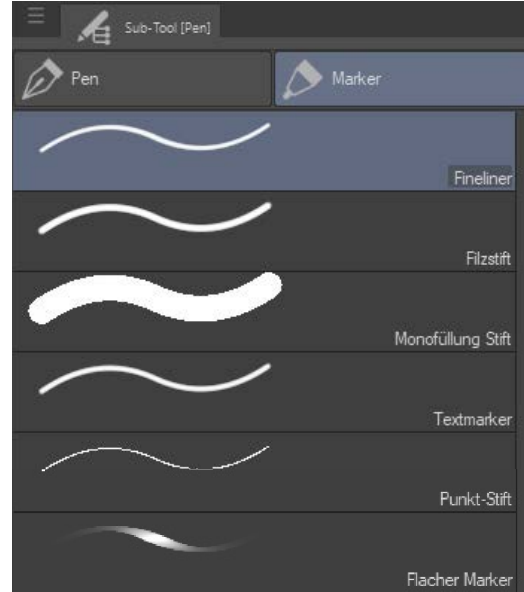 Sub-Tool [Pen]
Pen
Marker
Fineliner
Filzstift
Monofüllung Stift
Textmarker
Punkt-Stift
Flacher Marker